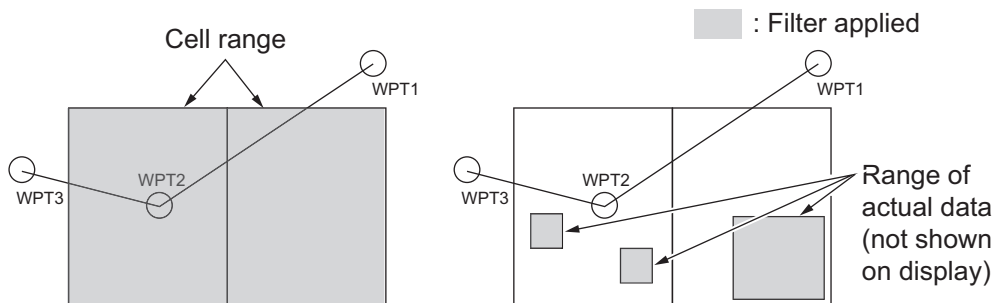 Cell range
WPT1
WPT2
WPT3
: Filter applied
WPT1
WPT2
WPT3
Range of
actual data
(not shown
on display)